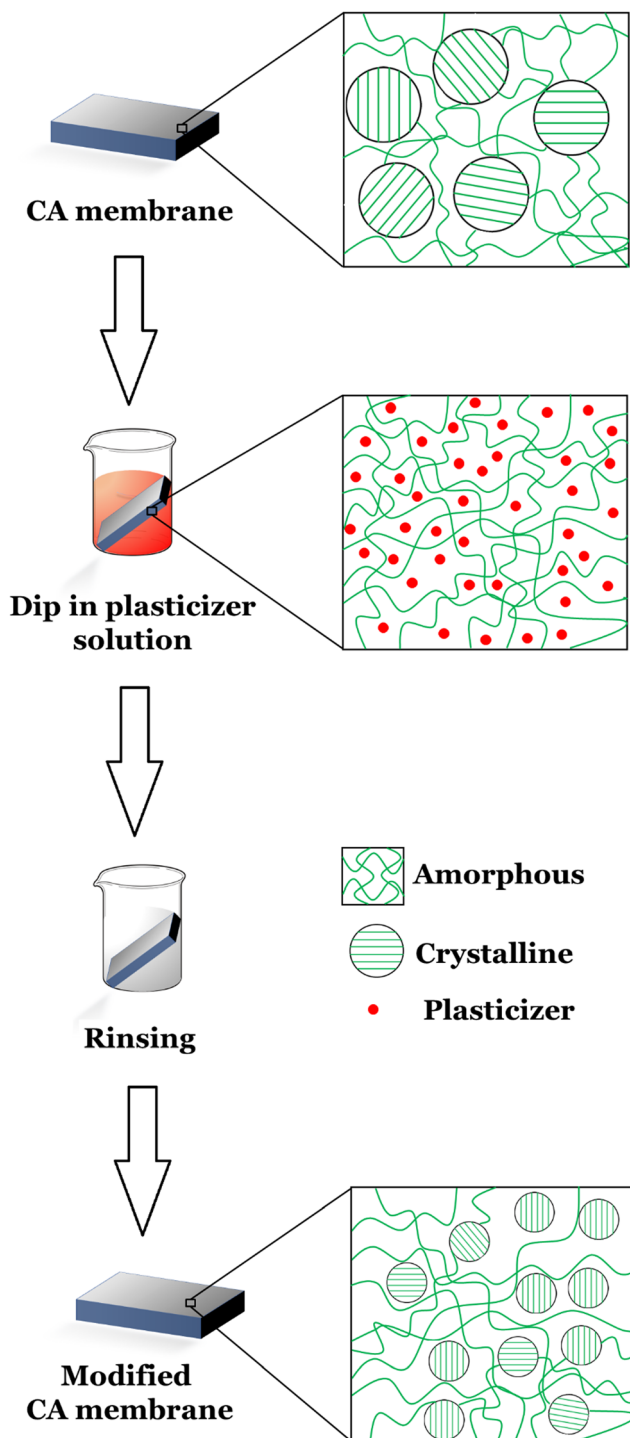 CA membrane
Dip in plasticizer
solution
Amorphous
Crystalline
Plasticizer
Rinsing
Modified
CA membrane